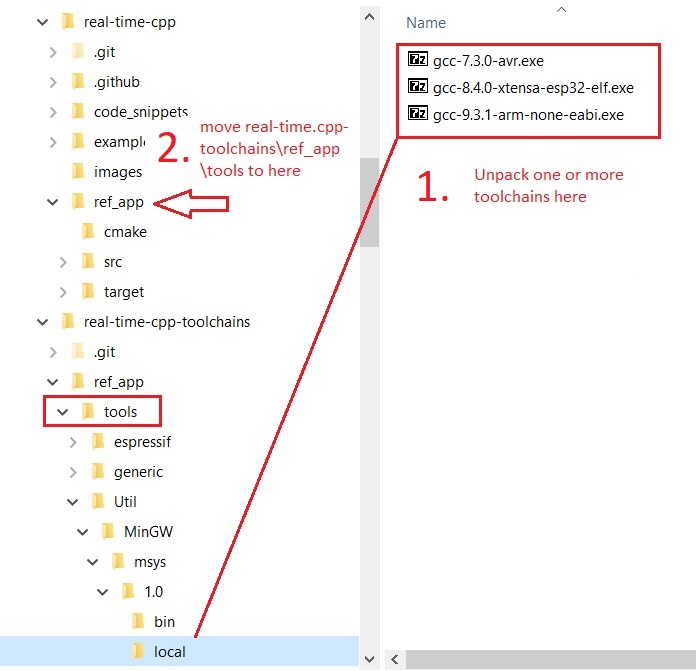 real-time-cpp
.git
.github
code_snippets
example
images
ref_app
cmake
src
target
real-time-cpp-toolchains
.git
ref_app
tools
espressif
generic
Util
MinGW
msys
1.0
bin
local
2. move real-time.cpp-
toolchains\ref_app
\tools to here
Name
gcc-7.3.0-avr.exe
gcc-8.4.0-xtensa-esp32-elf.exe
gcc-9.3.1-arm-none-eabi.exe
1. Unpack one or more
toolchains here